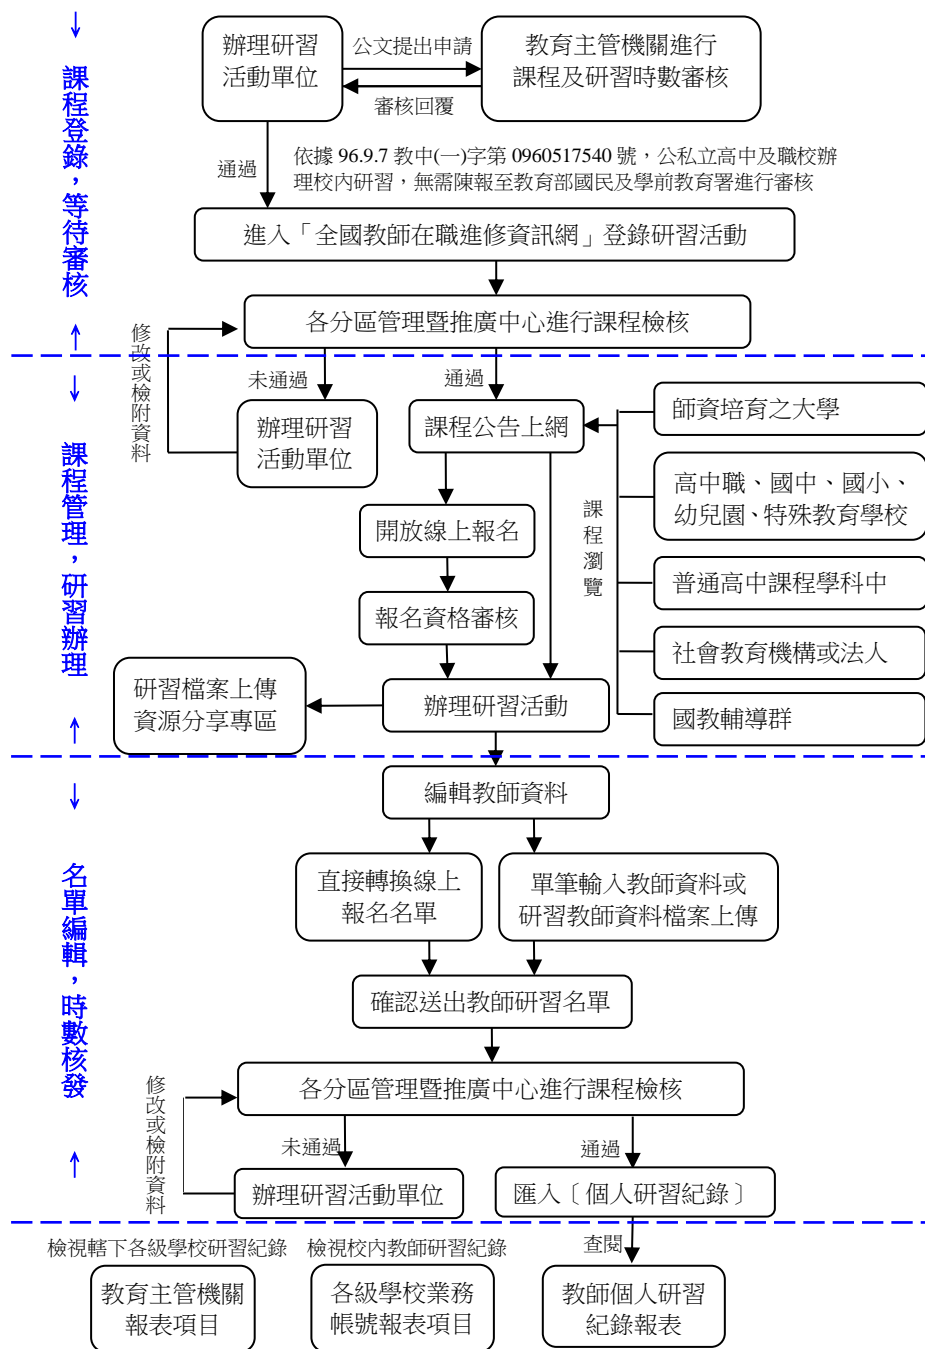 課程登錄，等待審核
辦理研習
活動單位
公文提出申請
審核回覆
教育主管機關進行
課程及研習時數審核
通過
依據 96.9.7 教中(一)字第 0960517540 號，公私立高中及職校辦
理校內研習，無需陳報至教育部國民及學前教育署進行審核
進入「全國教師在職進修資訊網」登錄研習活動
各分區管理暨推廣中心進行課程檢核
修改或檢附資料
未通過
通過
課程管理，研習辦理
辦理研習
活動單位
課程公告上網
師資培育之大學
高中職、國中、國小、
幼兒園、特殊教育學校
課程瀏覽
開放線上報名
普通高中課程學科中
報名資格審核
社會教育機構或法人
研習檔案上傳
資源分享專區
辦理研習活動
國教輔導群
編輯教師資料
名單編輯，時數核發
直接轉換線上
報名名單
單筆輸入教師資料或
研習教師資料檔案上傳
確認送出教師研習名單
各分區管理暨推廣中心進行課程檢核
修改或檢附資料
未通過
通過
辦理研習活動單位
匯入〔個人研習紀錄〕
檢視轄下各級學校研習紀錄
檢視校內教師研習紀錄
查閱
教育主管機關
報表項目
各級學校業務
帳號報表項目
教師個人研習
紀錄報表